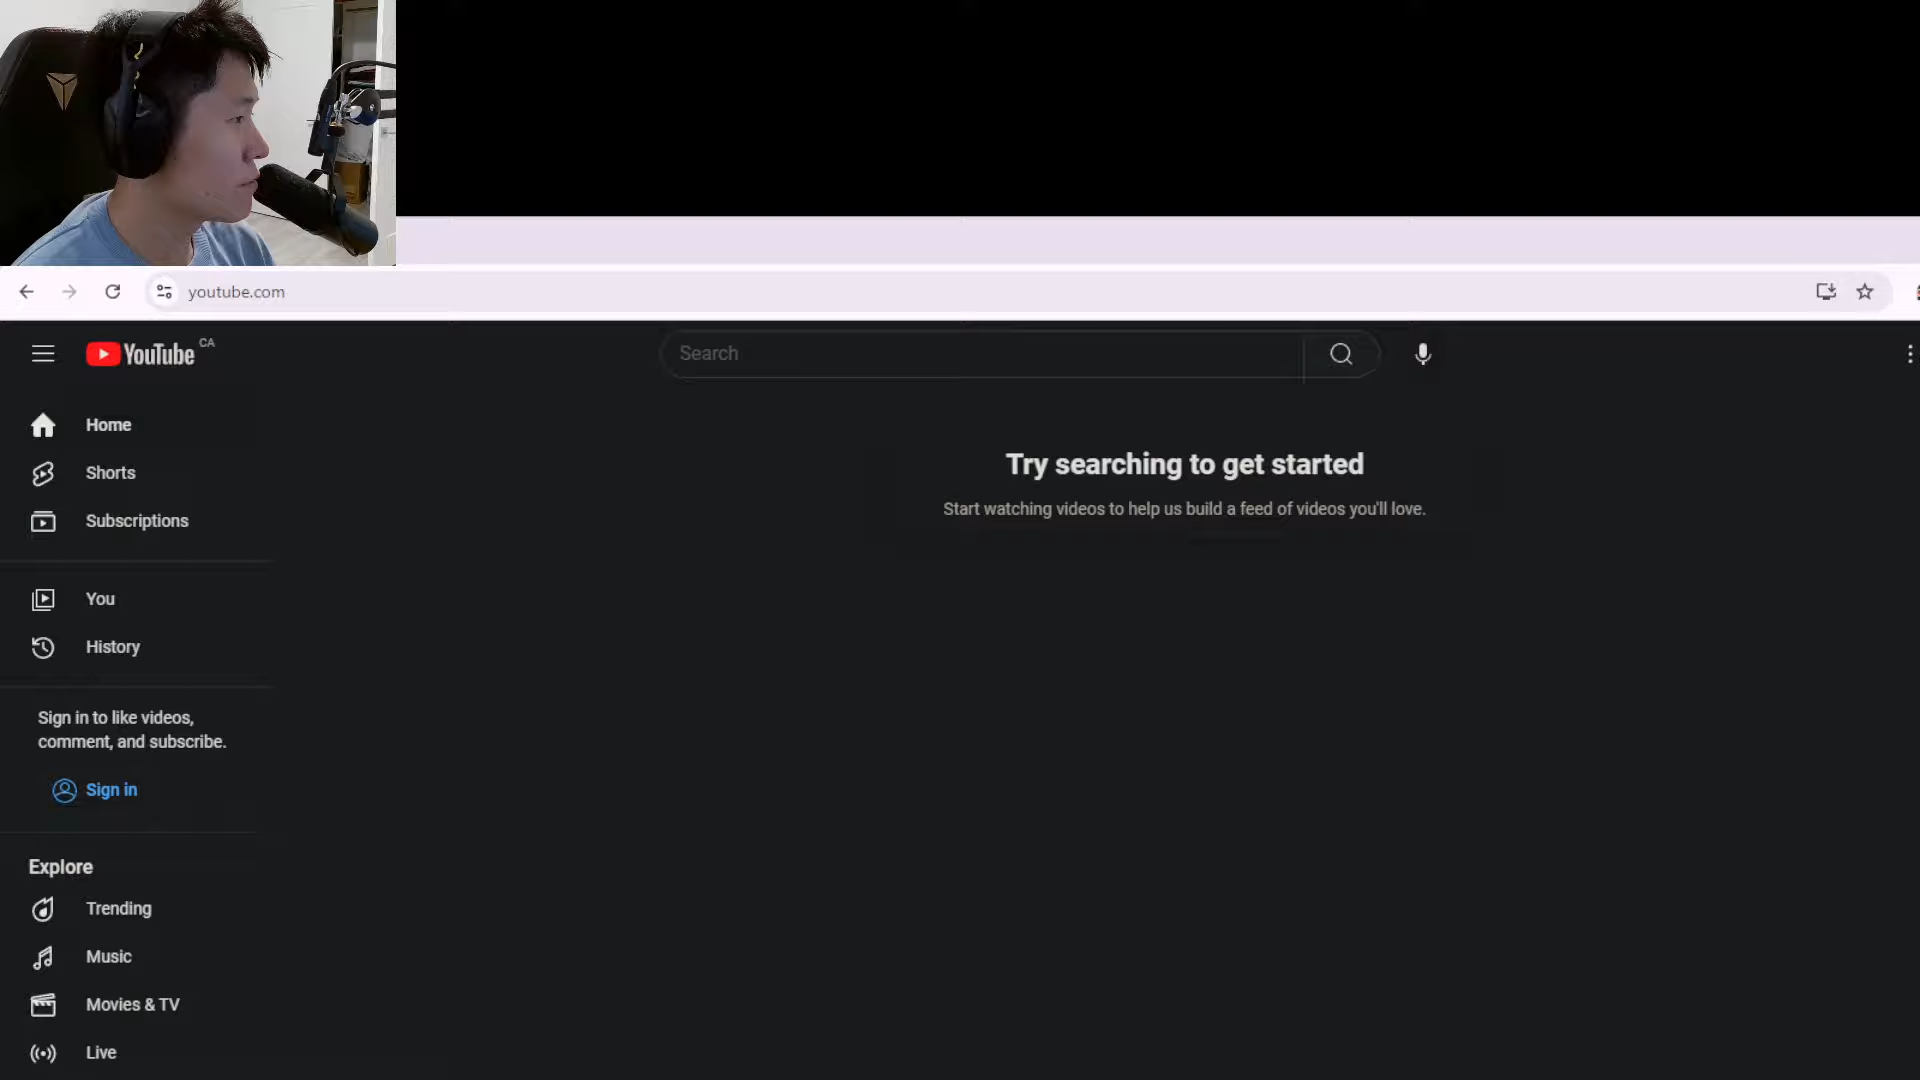 youtube.com
YouTube CA
Search
Home
Shorts
Subscriptions
You
History
Sign in to like videos,
comment, and subscribe.
Sign in
Explore
Trending
Music
Movies & TV
Live
Try searching to get started
Start watching videos to help us build a feed of videos you'll love.